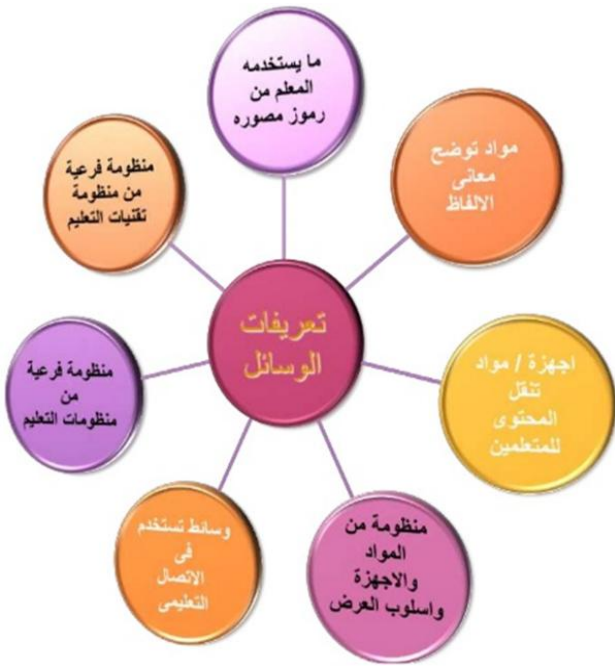 تعريفات
الوسائل
ما يستخدمه
المعلم من
رموز مصوره
مواد توضح
معانى
الالفاظ
اجهزة / مواد
تنقل
المحتوى
للمتعلمين
منظومة من
المواد
والاجهزة
واسلوب العرض
وسائط تستخدم
فى
الاتصال
التعليمى
منظومة فرعية
من
منظومات التعليم
منظومة فرعية
من منظومة
تقنيات التعليم